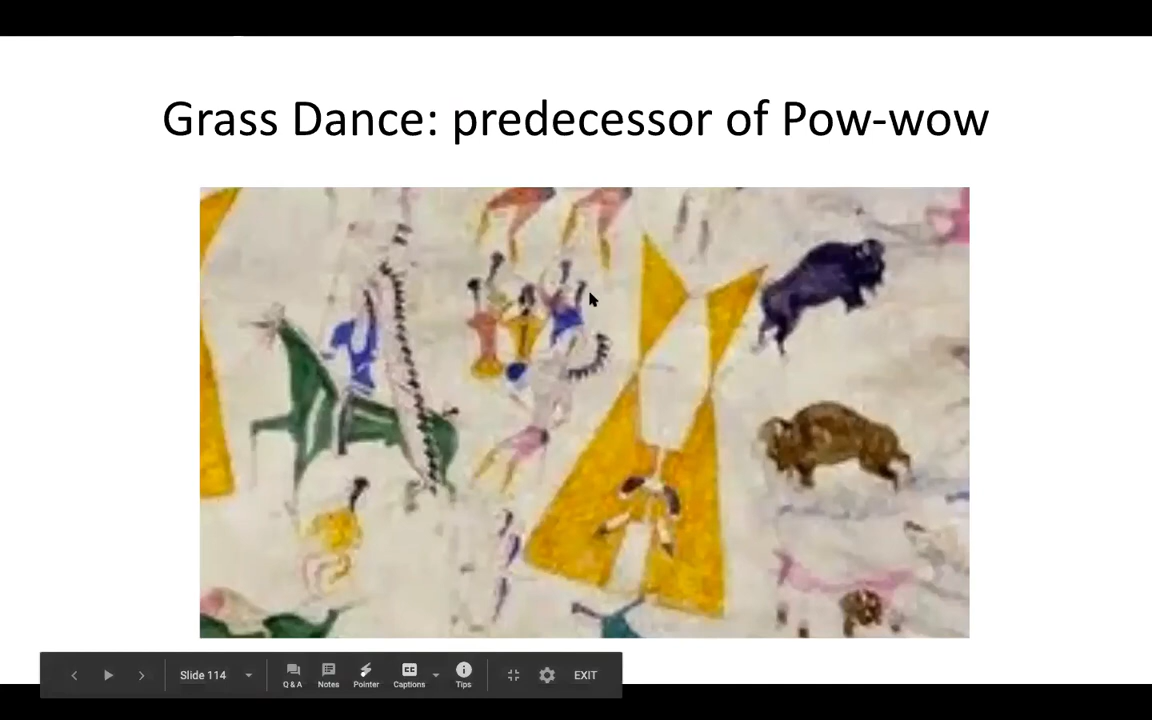 Grass Dance: predecessor of Pow-wow
Slide 114
Q & A
Notes
Pointer
CC
Captions
Tips
EXIT